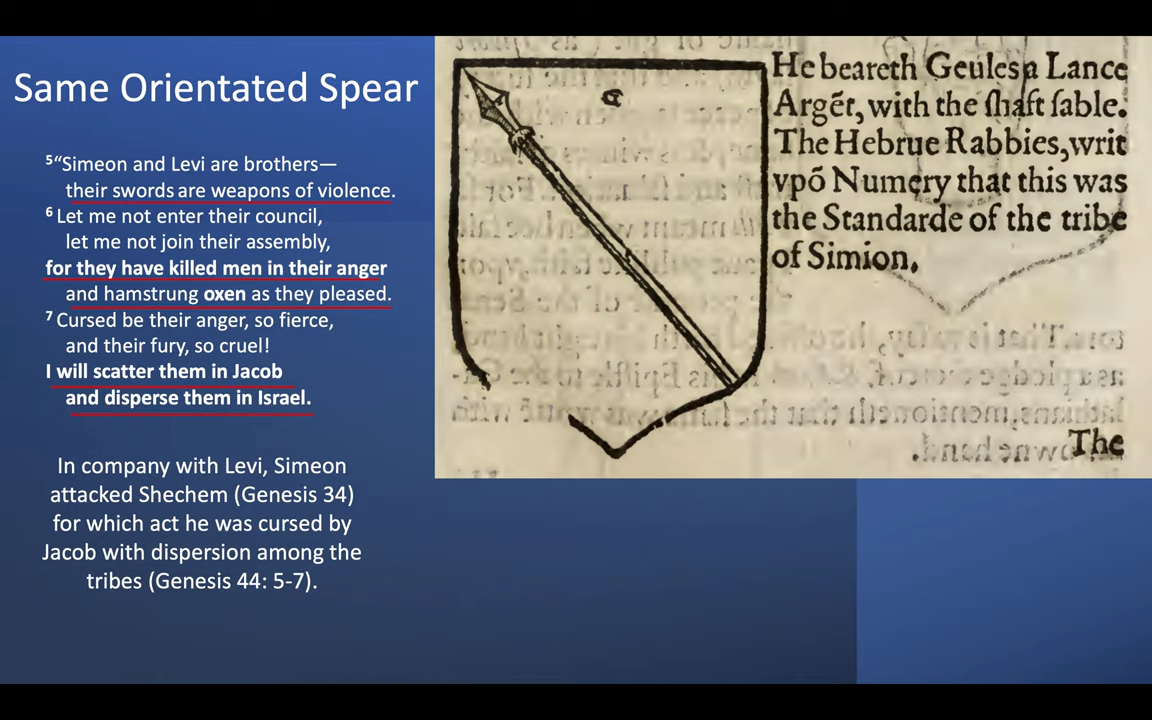 Same Orientated Spear
⁵“Simeon and Levi are brothers—
their swords are weapons of violence.
⁶ Let me not enter their council,
let me not join their assembly,
for they have killed men in their anger
and hamstrung oxen as they pleased.
⁷ Cursed be their anger, so fierce,
and their fury, so cruel!
I will scatter them in Jacob
and disperse them in Israel.
In company with Levi, Simeon
attacked Shechem (Genesis 34)
for which act he was cursed by
Jacob with dispersion among the
tribes (Genesis 44: 5-7).
He beareth Geules a Lance
Argẽt, with the ſhaft ſable.
The Hebrue Rabbies, writ
vpõ Numery that this was
the Standarde of the tribe
of Simion.
The